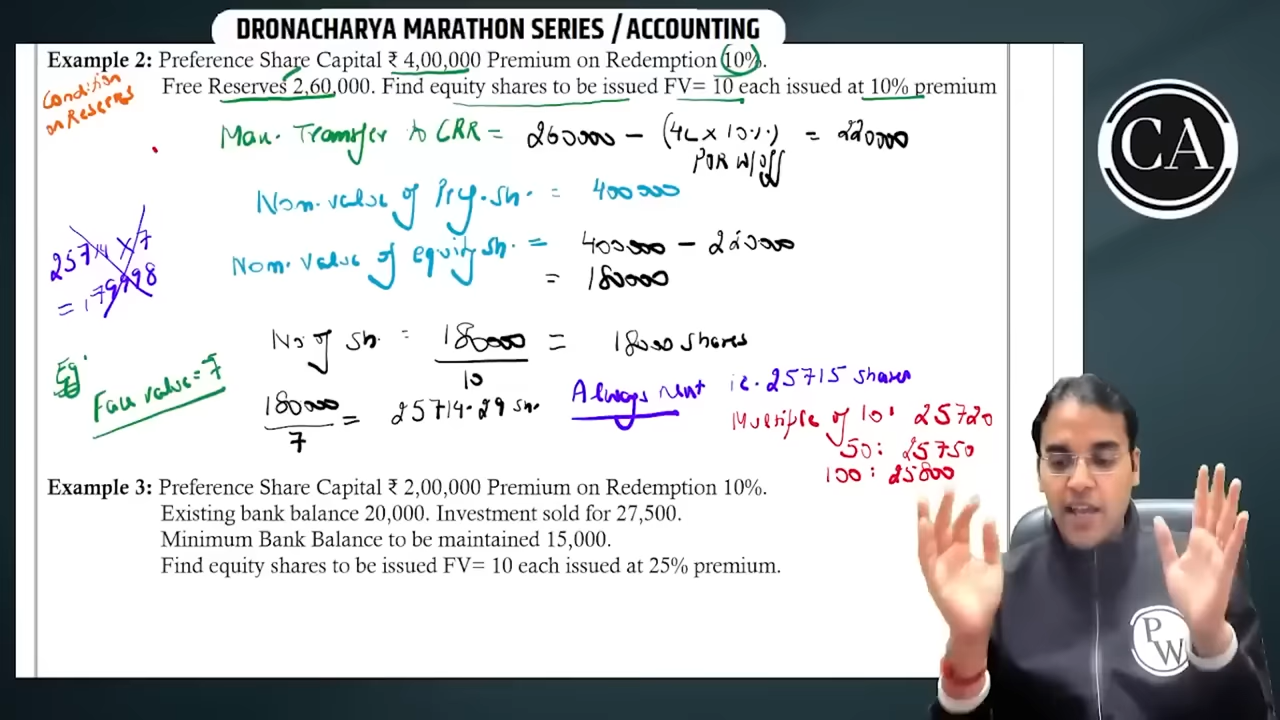 DRONACHARYA MARATHON SERIES / ACCOUNTING
Example 2: Preference Share Capital ₹ 4,00,000 Premium on Redemption 10%.
Free Reserves 2,60,000. Find equity shares to be issued FV= 10 each issued at 10% premium
Condition
on Reserves
Max. Transfer to CRR = 260000 - (4L × 10%) = 220000
POR W/off
Nom. value of Pref. sh. = 400000
Nom. value of equity sh. = 400000 - 220000
= 180000
25714 × 7
= 179998
No. of sh. = 180000 / 10 = 18000 shares
Eg:
Face value = 7
180000 / 7 = 25714.29 sh.
Always next i.e. 25715 shares
Multiple of 10: 25720
50: 25750
100: 25800
Example 3: Preference Share Capital ₹ 2,00,000 Premium on Redemption 10%.
Existing bank balance 20,000. Investment sold for 27,500.
Minimum Bank Balance to be maintained 15,000.
Find equity shares to be issued FV= 10 each issued at 25% premium.
CA
PW